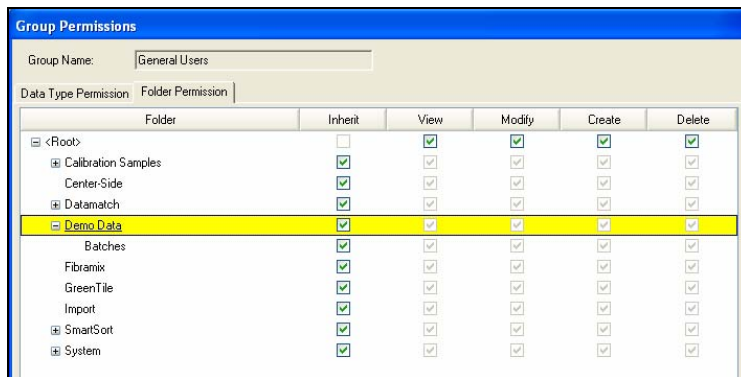 Group Permissions
Group Name: General Users
Data Type Permission Folder Permission
Folder Inherit View Modify Create Delete
<Root>
Calibration Samples
Center-Side
Datamatch
Demo Data
Batches
Fibramix
GreenTile
Import
SmartSort
System